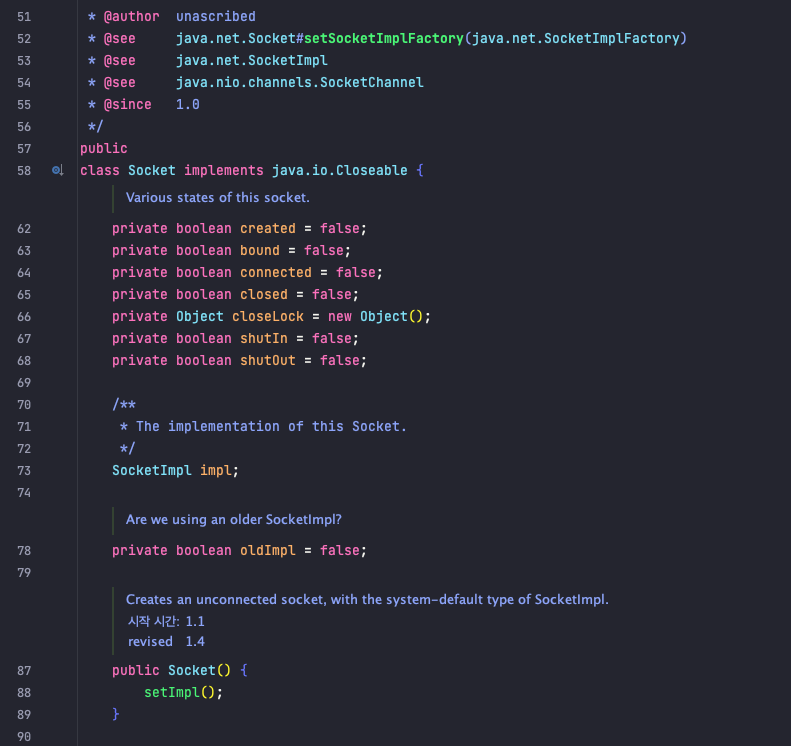 51 * @author  unascribed
52 * @see     java.net.Socket#setSocketImplFactory(java.net.SocketImplFactory)
53 * @see     java.net.SocketImpl
54 * @see     java.nio.channels.SocketChannel
55 * @since   1.0
56 */
57 public
58 class Socket implements java.io.Closeable {
Various states of this socket.
62 private boolean created = false;
63 private boolean bound = false;
64 private boolean connected = false;
65 private boolean closed = false;
66 private Object closeLock = new Object();
67 private boolean shutIn = false;
68 private boolean shutOut = false;
69
70 /**
71 * The implementation of this Socket.
72 */
73 SocketImpl impl;
74
Are we using an older SocketImpl?
78 private boolean oldImpl = false;
79
Creates an unconnected socket, with the system-default type of SocketImpl.
시작 시간: 1.1
revised 1.4
87 public Socket() {
88 setImpl();
89 }
90